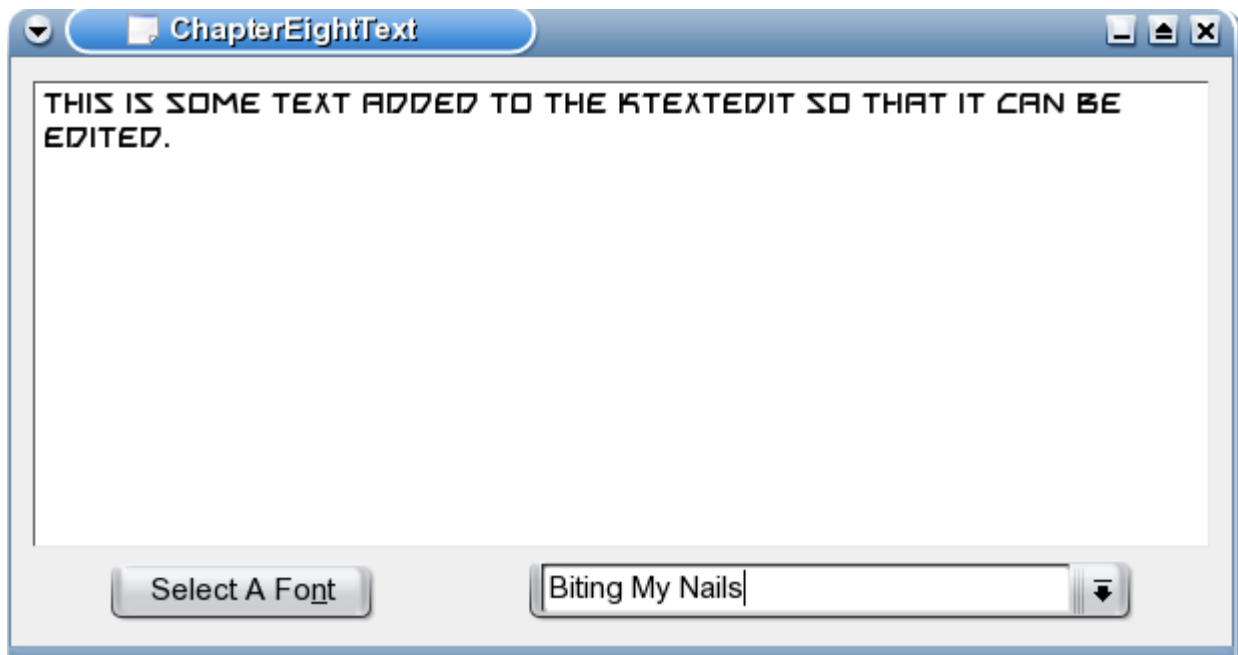 ChapterEightText
THIS IS SOME TEXT ADDED TO THE KTEXTEDIT SO THAT IT CAN BE
EDITED.
Select A Font
Biting My Nails